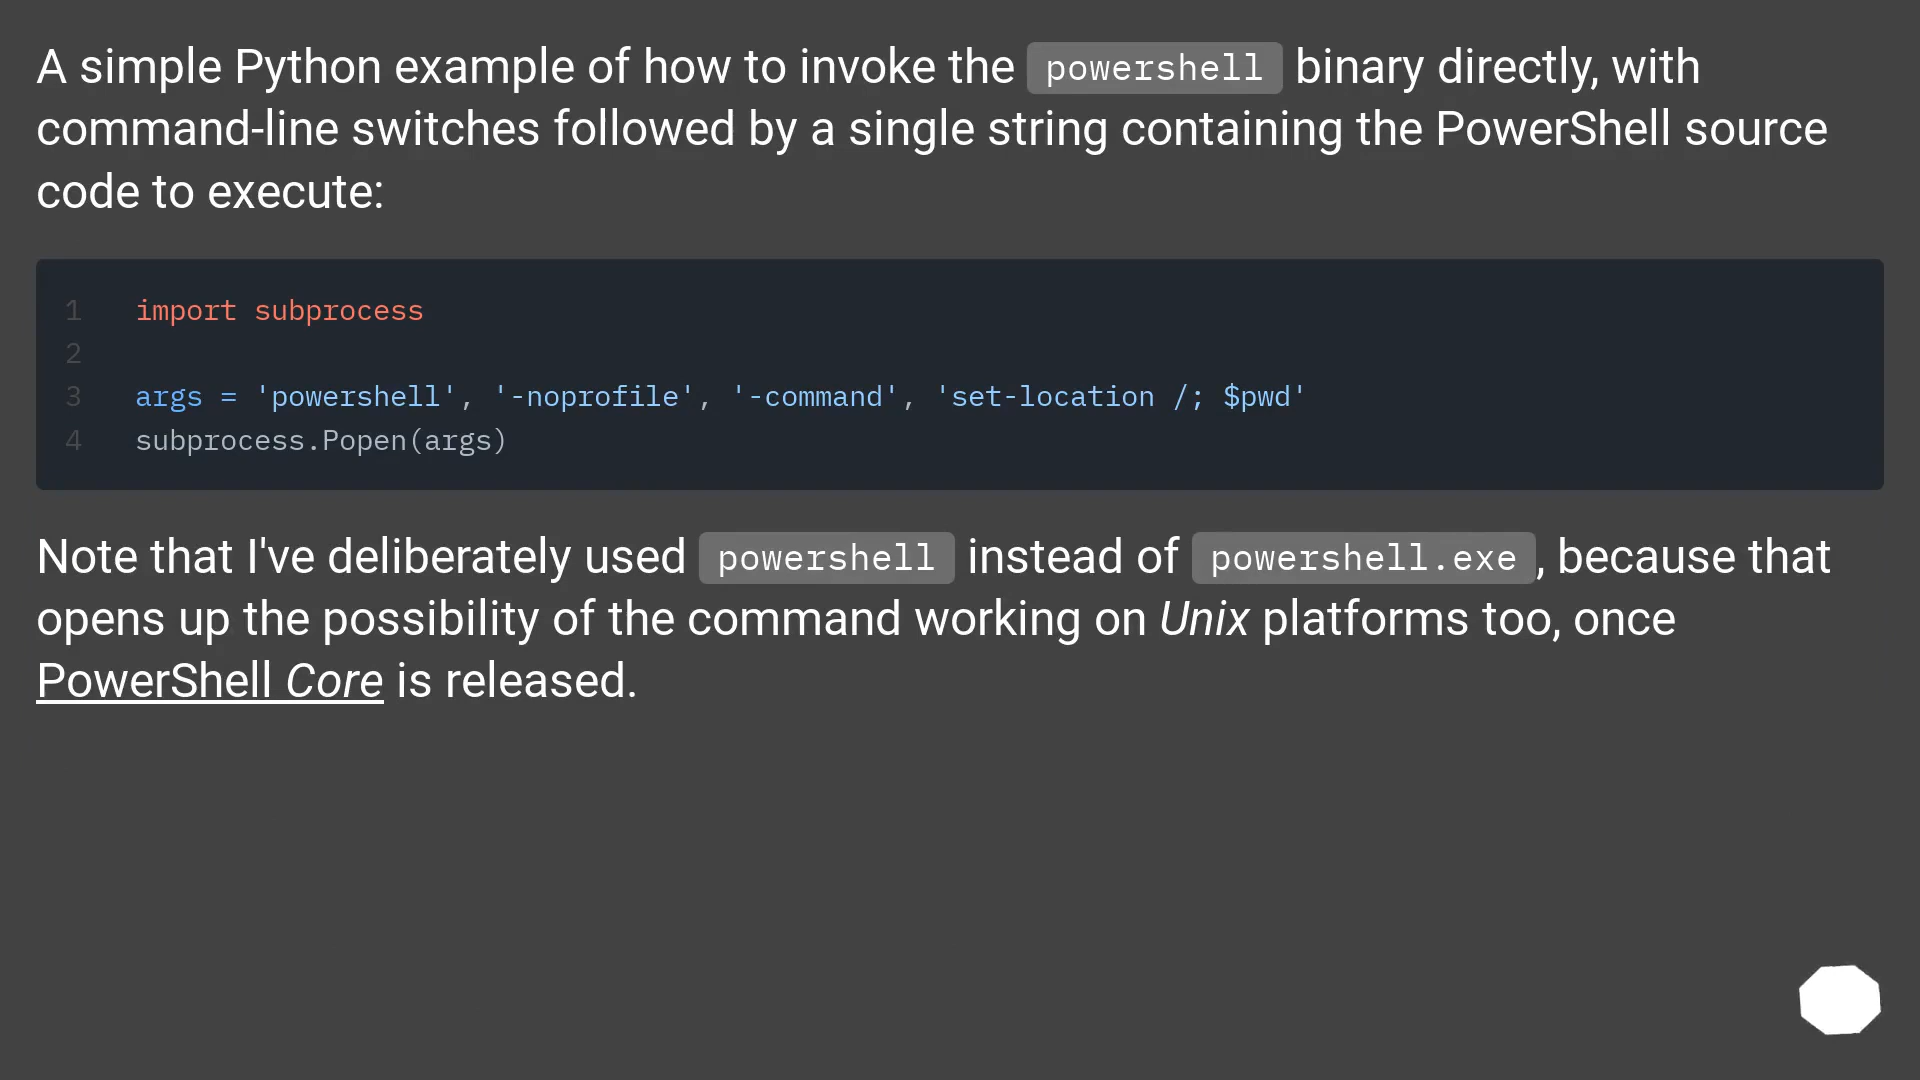 A simple Python example of how to invoke the powershell binary directly, with
command-line switches followed by a single string containing the PowerShell source
code to execute:
1 import subprocess
2
3 args = 'powershell', '-noprofile', '-command', 'set-location /; $pwd'
4 subprocess.Popen(args)
Note that I've deliberately used powershell instead of powershell.exe, because that
opens up the possibility of the command working on Unix platforms too, once
PowerShell Core is released.